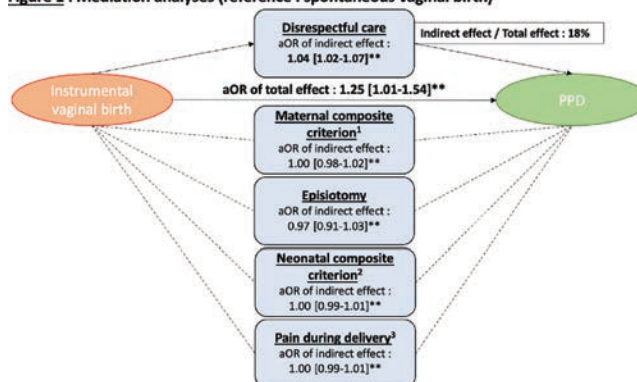 Figure 2 : Mediation analyses (reference : spontaneous vaginal birth)
Disrespectful care
aOR of indirect effect :
1.04 [1.02-1.07]**
Indirect effect / Total effect : 18%
Instrumental
vaginal birth
aOR of total effect : 1.25 [1.01-1.54]**
PPD
Maternal composite
criterion¹
aOR of indirect effect :
1.00 [0.98-1.02]**
Episiotomy
aOR of indirect effect :
0.97 [0.91-1.03]**
Neonatal composite
criterion²
aOR of indirect effect :
1.00 [0.99-1.01]**
Pain during delivery³
aOR of indirect effect :
1.00 [0.99-1.01]**